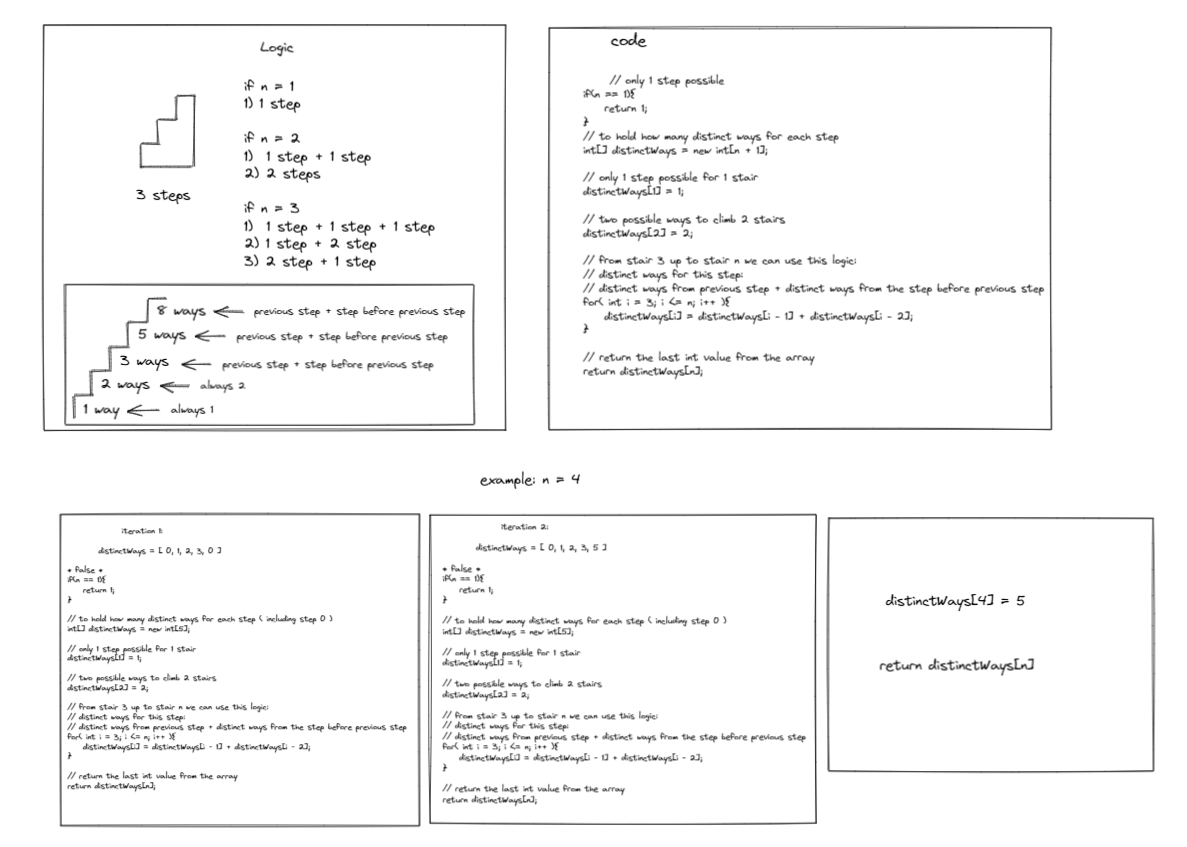 Logic
if n = 1
1) 1 step
if n = 2
1) 1 step + 1 step
2) 2 steps
3 steps
if n = 3
1) 1 step + 1 step + 1 step
2) 1 step + 2 step
3) 2 step + 1 step
8 ways previous step + step before previous step
5 ways previous step + step before previous step
3 ways previous step + step before previous step
2 ways always 2
1 way always 1
code
// only 1 step possible
if(n == 1){
return 1;
}
// to hold how many distinct ways for each step
int[] distinctWays = new int[n + 1];
// only 1 step possible for 1 stair
distinctWays[1] = 1;
// two possible ways to climb 2 stairs
distinctWays[2] = 2;
// from stair 3 up to stair n we can use this logic:
// distinct ways for this step:
// distinct ways from previous step + distinct ways from the step before previous step
for( int i = 3; i <= n; i++ ){
distinctWays[i] = distinctWays[i - 1] + distinctWays[i - 2];
}
// return the last int value from the array
return distinctWays[n];
example: n = 4
iteration 1:
distinctWays = [ 0, 1, 2, 3, 0 ]
* false *
if(n == 1){
return 1;
}
// to hold how many distinct ways for each step ( including step 0 )
int[] distinctWays = new int[5];
// only 1 step possible for 1 stair
distinctWays[1] = 1;
// two possible ways to climb 2 stairs
distinctWays[2] = 2;
// from stair 3 up to stair n we can use this logic:
// distinct ways for this step:
// distinct ways from previous step + distinct ways from the step before previous step
for( int i = 3; i <= n; i++ ){
distinctWays[i] = distinctWays[i - 1] + distinctWays[i - 2];
}
// return the last int value from the array
return distinctWays[n];
iteration 2:
distinctWays = [ 0, 1, 2, 3, 5 ]
* false *
if(n == 1){
return 1;
}
// to hold how many distinct ways for each step ( including step 0 )
int[] distinctWays = new int[5];
// only 1 step possible for 1 stair
distinctWays[1] = 1;
// two possible ways to climb 2 stairs
distinctWays[2] = 2;
// from stair 3 up to stair n we can use this logic:
// distinct ways for this step:
// distinct ways from previous step + distinct ways from the step before previous step
for( int i = 3; i <= n; i++ ){
distinctWays[i] = distinctWays[i - 1] + distinctWays[i - 2];
}
// return the last int value from the array
return distinctWays[n];
distinctWays[4] = 5
return distinctWays[n]